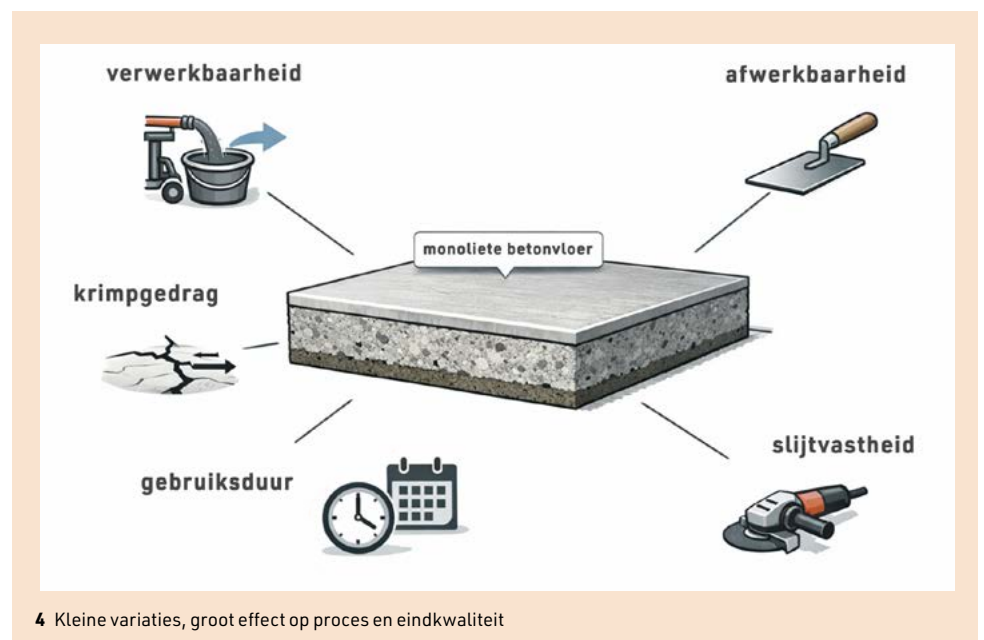 verwerkbaarheid
afwerkbaarheid
monoliete betonvloer
krimpgedrag
slijtvastheid
gebruiksduur
4 Kleine variaties, groot effect op proces en eindkwaliteit